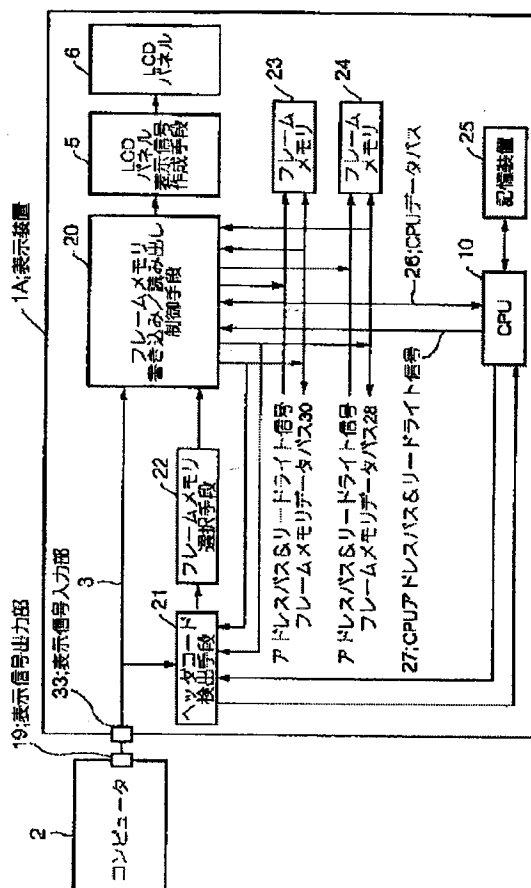 1A;表示装置
19;表示信号出力部
33;表示信号入力部
2
コンピュータ
3
20
フレームメモリ
書き込み/読み出し
制御手段
5
LCD
パネル
表示信号
作成手段
6
LCD
パネル
21
ヘッダコード
検出手段
22
フレームメモリ
選択手段
23
フレーム
メモリ
24
フレーム
メモリ
アドレスバス&リードライト信号
フレームメモリデータバス30
アドレスバス&リードライト信号
フレームメモリデータバス28
26;CPUデータバス
27;CPUアドレスバス&リードライト信号
10
CPU
25
記憶装置